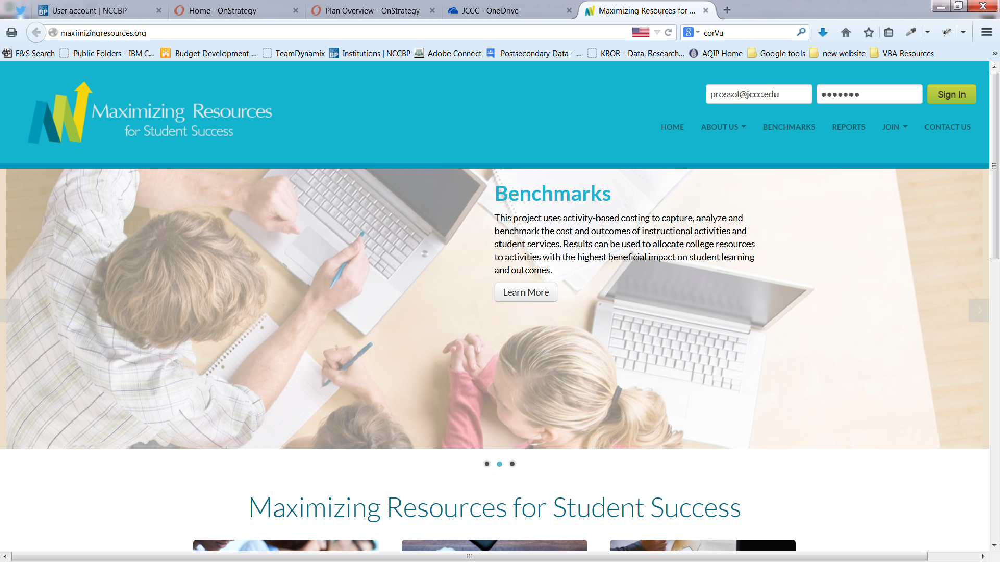 User account | NCCBP
Home - OnStrategy
Plan Overview - OnStrategy
JCCC - OneDrive
Maximizing Resources for ...
maximizingresources.org
corVu
F&S Search
Public Folders - IBM C...
Budget Development ...
TeamDynamix
Institutions | NCCBP
Adobe Connect
Postsecondary Data - ...
KBOR - Data, Research...
AQIP Home
Google tools
new website
VBA Resources
Maximizing Resources
for Student Success
prossol@jccc.edu
Sign In
HOME
ABOUT US
BENCHMARKS
REPORTS
JOIN
CONTACT US
Benchmarks
This project uses activity-based costing to capture, analyze and
benchmark the cost and outcomes of instructional activities and
student services. Results can be used to allocate college resources
to activities with the highest beneficial impact on student learning
and outcomes.
Learn More
Maximizing Resources for Student Success